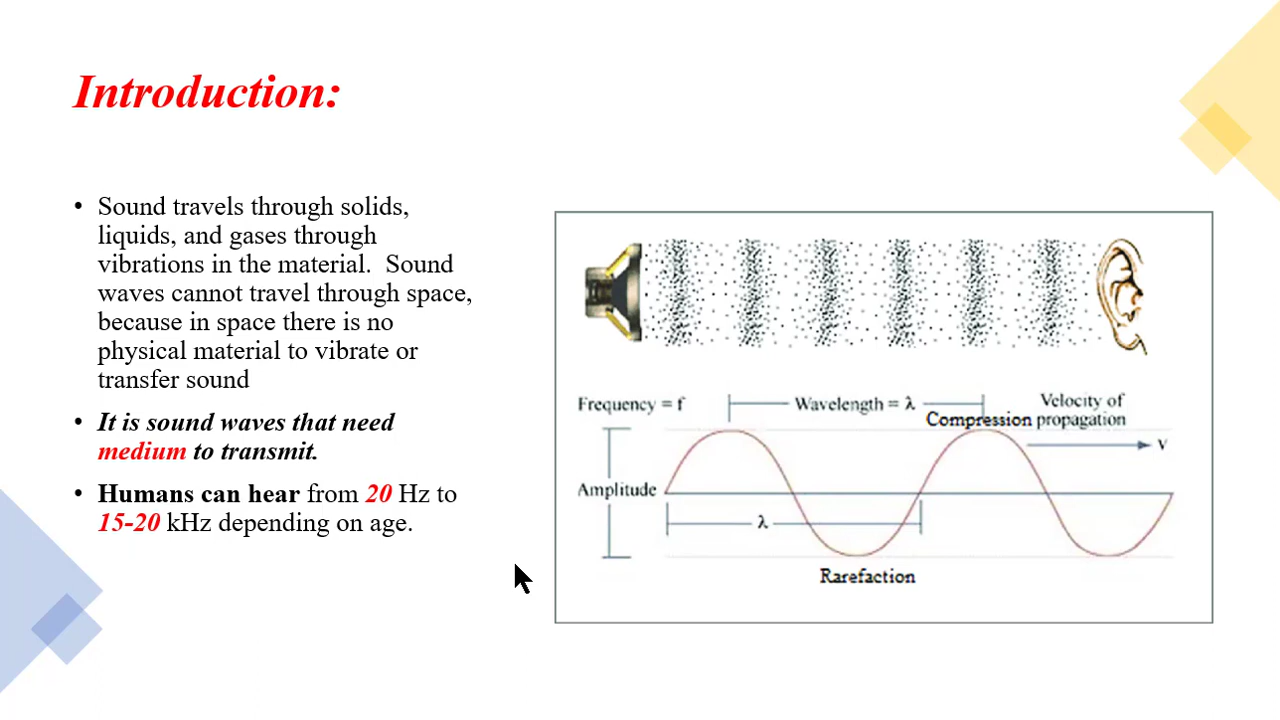 Introduction:
• Sound travels through solids,
liquids, and gases through
vibrations in the material.  Sound
waves cannot travel through space,
because in space there is no
physical material to vibrate or
transfer sound
• It is sound waves that need
medium to transmit.
• Humans can hear from 20 Hz to
15-20 kHz depending on age.
Frequency = f
Wavelength = λ
Velocity of
propagation
Compression
v
Amplitude
λ
Rarefaction